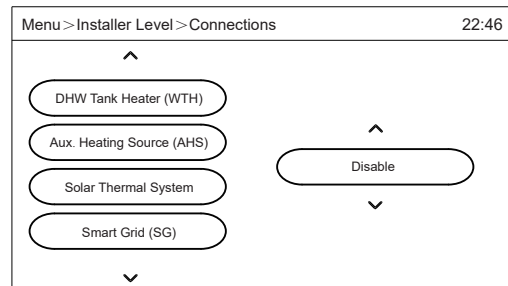 Menu>Installer Level>Connections 22:46
DHW Tank Heater (WTH)
Aux. Heating Source (AHS)
Disable
Solar Thermal System
Smart Grid (SG)